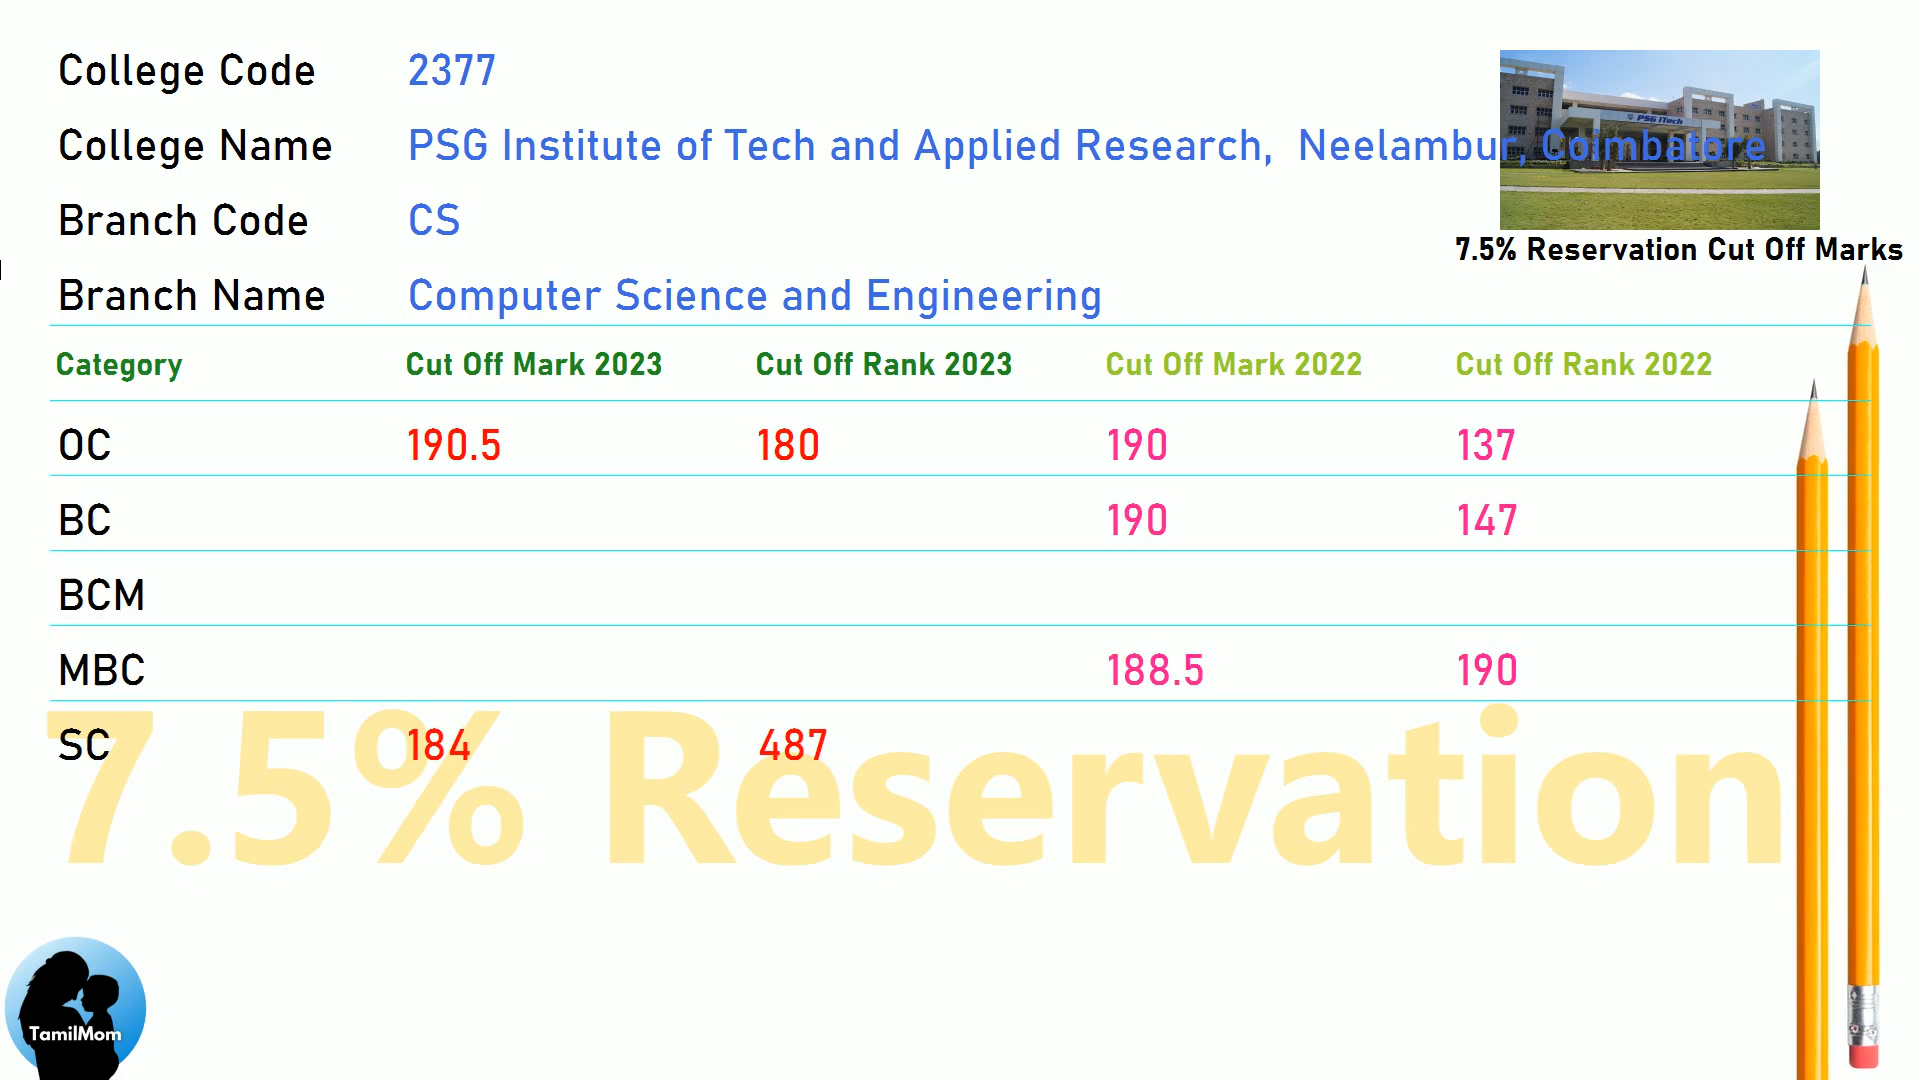 College Code 2377
College Name PSG Institute of Tech and Applied Research, Neelambur, Coimbatore
PSG iTech
Branch Code CS
7.5% Reservation Cut Off Marks
Branch Name Computer Science and Engineering
Category Cut Off Mark 2023 Cut Off Rank 2023 Cut Off Mark 2022 Cut Off Rank 2022
OC 190.5 180 190 137
BC 190 147
BCM
MBC 188.5 190
SC 184 487
7.5% Reservation
TamilMom